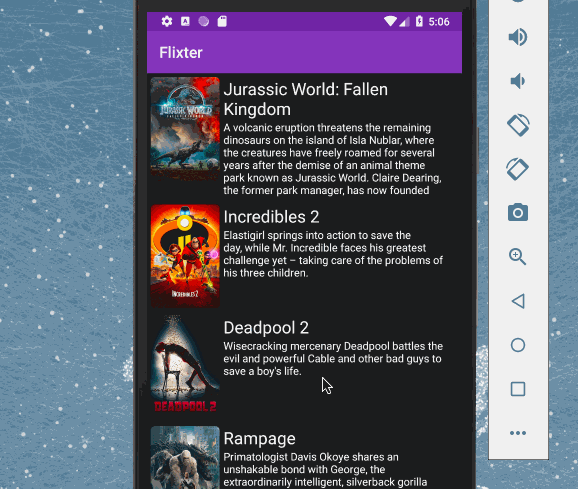 5:06
Flixter
JURASSIC WORLD
Jurassic World: Fallen
Kingdom
A volcanic eruption threatens the remaining
dinosaurs on the island of Isla Nublar, where
the creatures have freely roamed for several
years after the demise of an animal theme
park known as Jurassic World. Claire Dearing,
the former park manager, has now founded
Incredibles 2
Elastigirl springs into action to save the
day, while Mr. Incredible faces his greatest
challenge yet – taking care of the problems of
his three children.
INCREDIBLES 2
Deadpool 2
Wisecracking mercenary Deadpool battles the
evil and powerful Cable and other bad guys to
save a boy's life.
DEADPOOL 2
Rampage
Primatologist Davis Okoye shares an
unshakable bond with George, the
extraordinarily intelligent, silverback gorilla